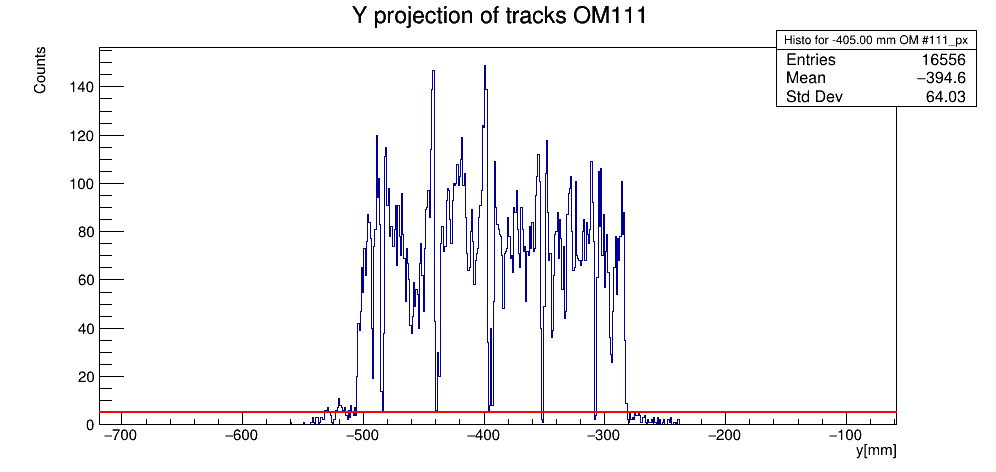 Y projection of tracks OM111
Histo for -405.00 mm OM #111_px
Entries 16556
Mean −394.6
Std Dev 64.03
Counts
140
120
100
80
60
40
20
0
−700 −600 −500 −400 −300 −200 −100
y[mm]